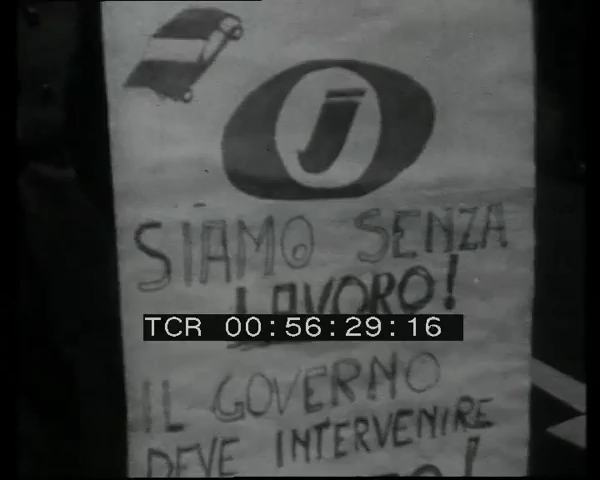 j
SIAMO SENZA
LAVORO!
TCR 00:56:29:16
IL GOVERNO
DEVE INTERVENIRE